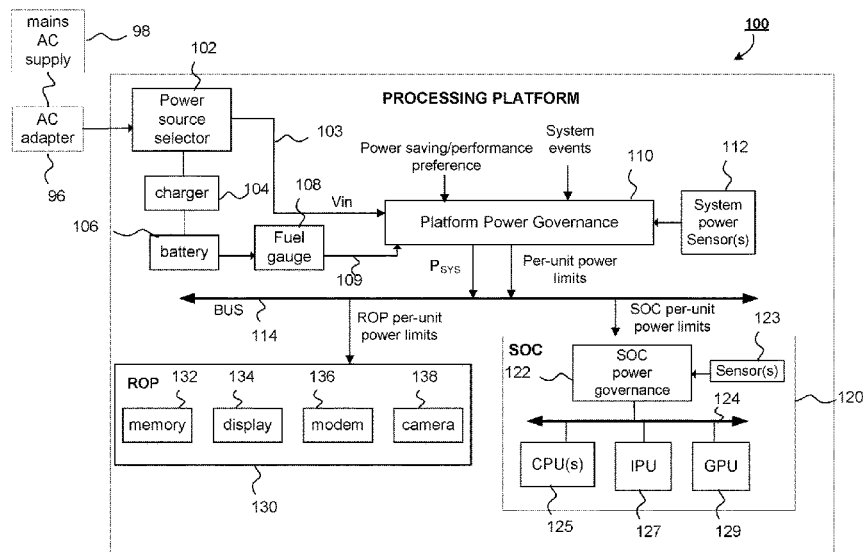 mains
AC
supply
98
100
102
PROCESSING PLATFORM
AC
adapter
96
Power
source
selector
103
System
events
Power saving/performance
preference
110
112
charger
104
108
Vin
Platform Power Governance
System
power
Sensor(s)
106
battery
Fuel
gauge
109
PSYS
Per-unit power
limits
BUS
114
ROP per-unit
power limits
SOC per-unit
power limits
123
SOC
122
SOC
power
governance
Sensor(s)
120
ROP
132
134
136
138
memory
display
modem
camera
124
CPU(s)
IPU
GPU
130
125
127
129